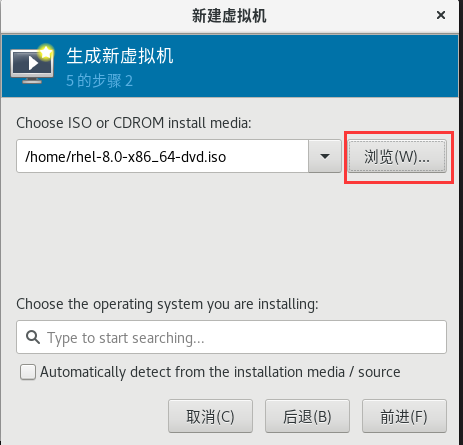 新建虚拟机
生成新虚拟机
5 的步骤 2
Choose ISO or CDROM install media:
/home/rhel-8.0-x86_64-dvd.iso 浏览(W)...
Choose the operating system you are installing:
Type to start searching...
Automatically detect from the installation media / source
取消(C) 后退(B) 前进(F)